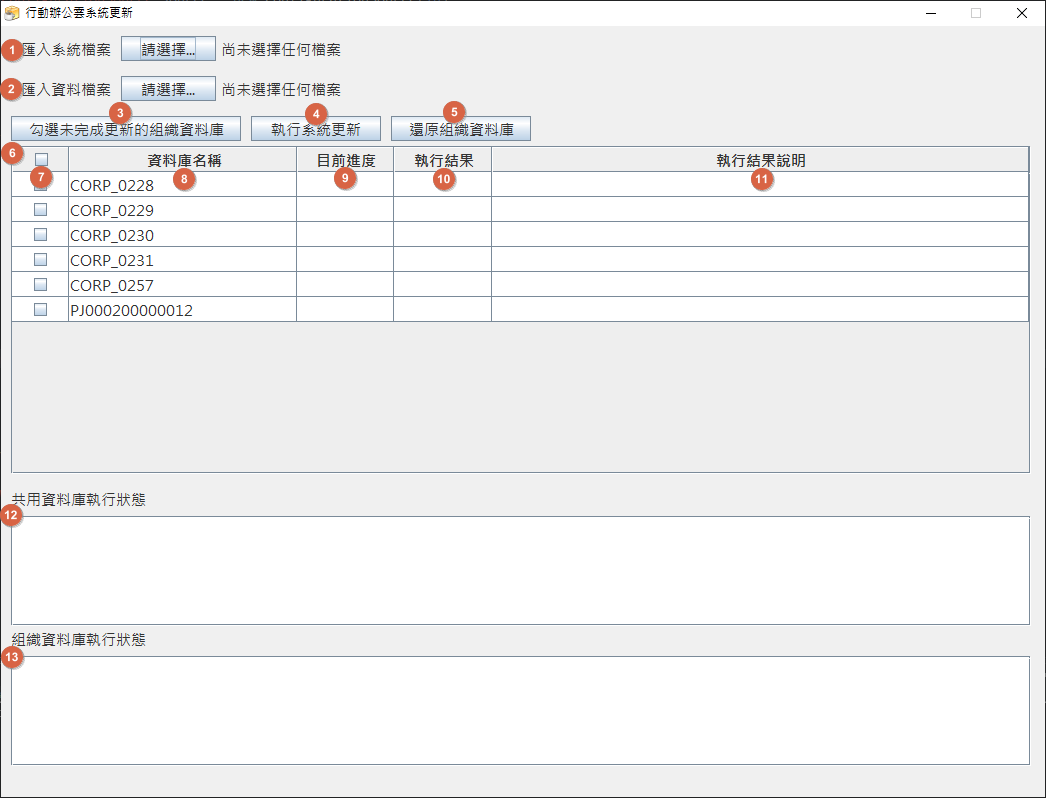 行動辦公雲系統更新
1 匯入系統檔案 請選擇... 尚未選擇任何檔案
2 匯入資料檔案 請選擇... 尚未選擇任何檔案
3 4 5
勾選未完成更新的組織資料庫 執行系統更新 還原組織資料庫
6 資料庫名稱 目前進度 執行結果 執行結果說明
7 8 9 10 11
CORP_0228
CORP_0229
CORP_0230
CORP_0231
CORP_0257
PJ000200000012
共用資料庫執行狀態
12
組織資料庫執行狀態
13